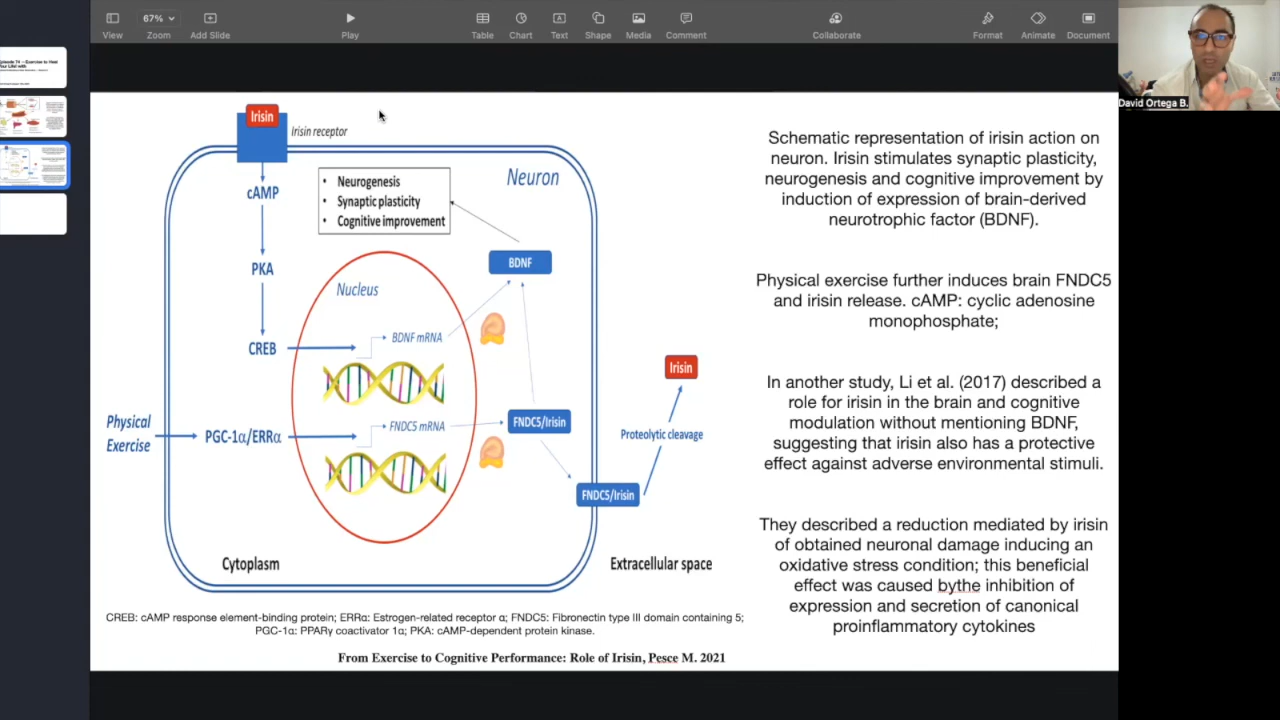 67%
View
Zoom
Add Slide
Play
Table
Chart
Text
Shape
Media
Comment
Collaborate
Format
Animate
Document
David Ortega B.
Irisin
Irisin receptor
Neuron
cAMP
• Neurogenesis
• Synaptic plasticity
• Cognitive improvement
PKA
BDNF
Nucleus
CREB
BDNF mRNA
Irisin
Physical
Exercise
PGC-1α/ERRα
FNDC5 mRNA
FNDC5/Irisin
Proteolytic cleavage
FNDC5/Irisin
Cytoplasm
Extracellular space
CREB: cAMP response element-binding protein; ERRα: Estrogen-related receptor α; FNDC5: Fibronectin type III domain containing 5;
PGC-1α: PPARγ coactivator 1α; PKA: cAMP-dependent protein kinase.
From Exercise to Cognitive Performance: Role of Irisin, Pesce M. 2021
Schematic representation of irisin action on
neuron. Irisin stimulates synaptic plasticity,
neurogenesis and cognitive improvement by
induction of expression of brain-derived
neurotrophic factor (BDNF).
Physical exercise further induces brain FNDC5
and irisin release. cAMP: cyclic adenosine
monophosphate;
In another study, Li et al. (2017) described a
role for irisin in the brain and cognitive
modulation without mentioning BDNF,
suggesting that irisin also has a protective
effect against adverse environmental stimuli.
They described a reduction mediated by irisin
of obtained neuronal damage inducing an
oxidative stress condition; this beneficial
effect was caused bythe inhibition of
expression and secretion of canonical
proinflammatory cytokines